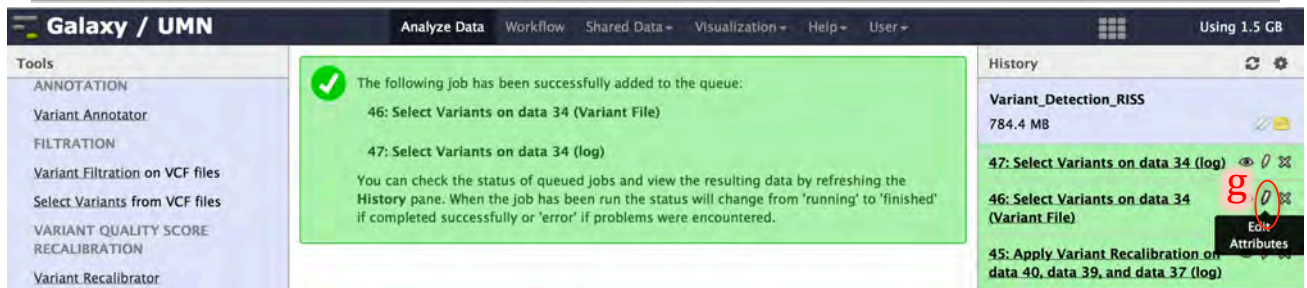 Galaxy / UMN
Analyze Data Workflow Shared Data Visualization Help User
Using 1.5 GB
Tools
ANNOTATION
Variant Annotator
FILTRATION
Variant Filtration on VCF files
Select Variants from VCF files
VARIANT QUALITY SCORE
RECALIBRATION
Variant Recalibrator
The following job has been successfully added to the queue:
46: Select Variants on data 34 (Variant File)
47: Select Variants on data 34 (log)
You can check the status of queued jobs and view the resulting data by refreshing the
History pane. When the job has been run the status will change from 'running' to 'finished'
if completed successfully or 'error' if problems were encountered.
History
Variant_Detection_RISS
784.4 MB
47: Select Variants on data 34 (log)
46: Select Variants on data 34
(Variant File)
g
Edit
Attributes
45: Apply Variant Recalibration on
data 40, data 39, and data 37 (log)